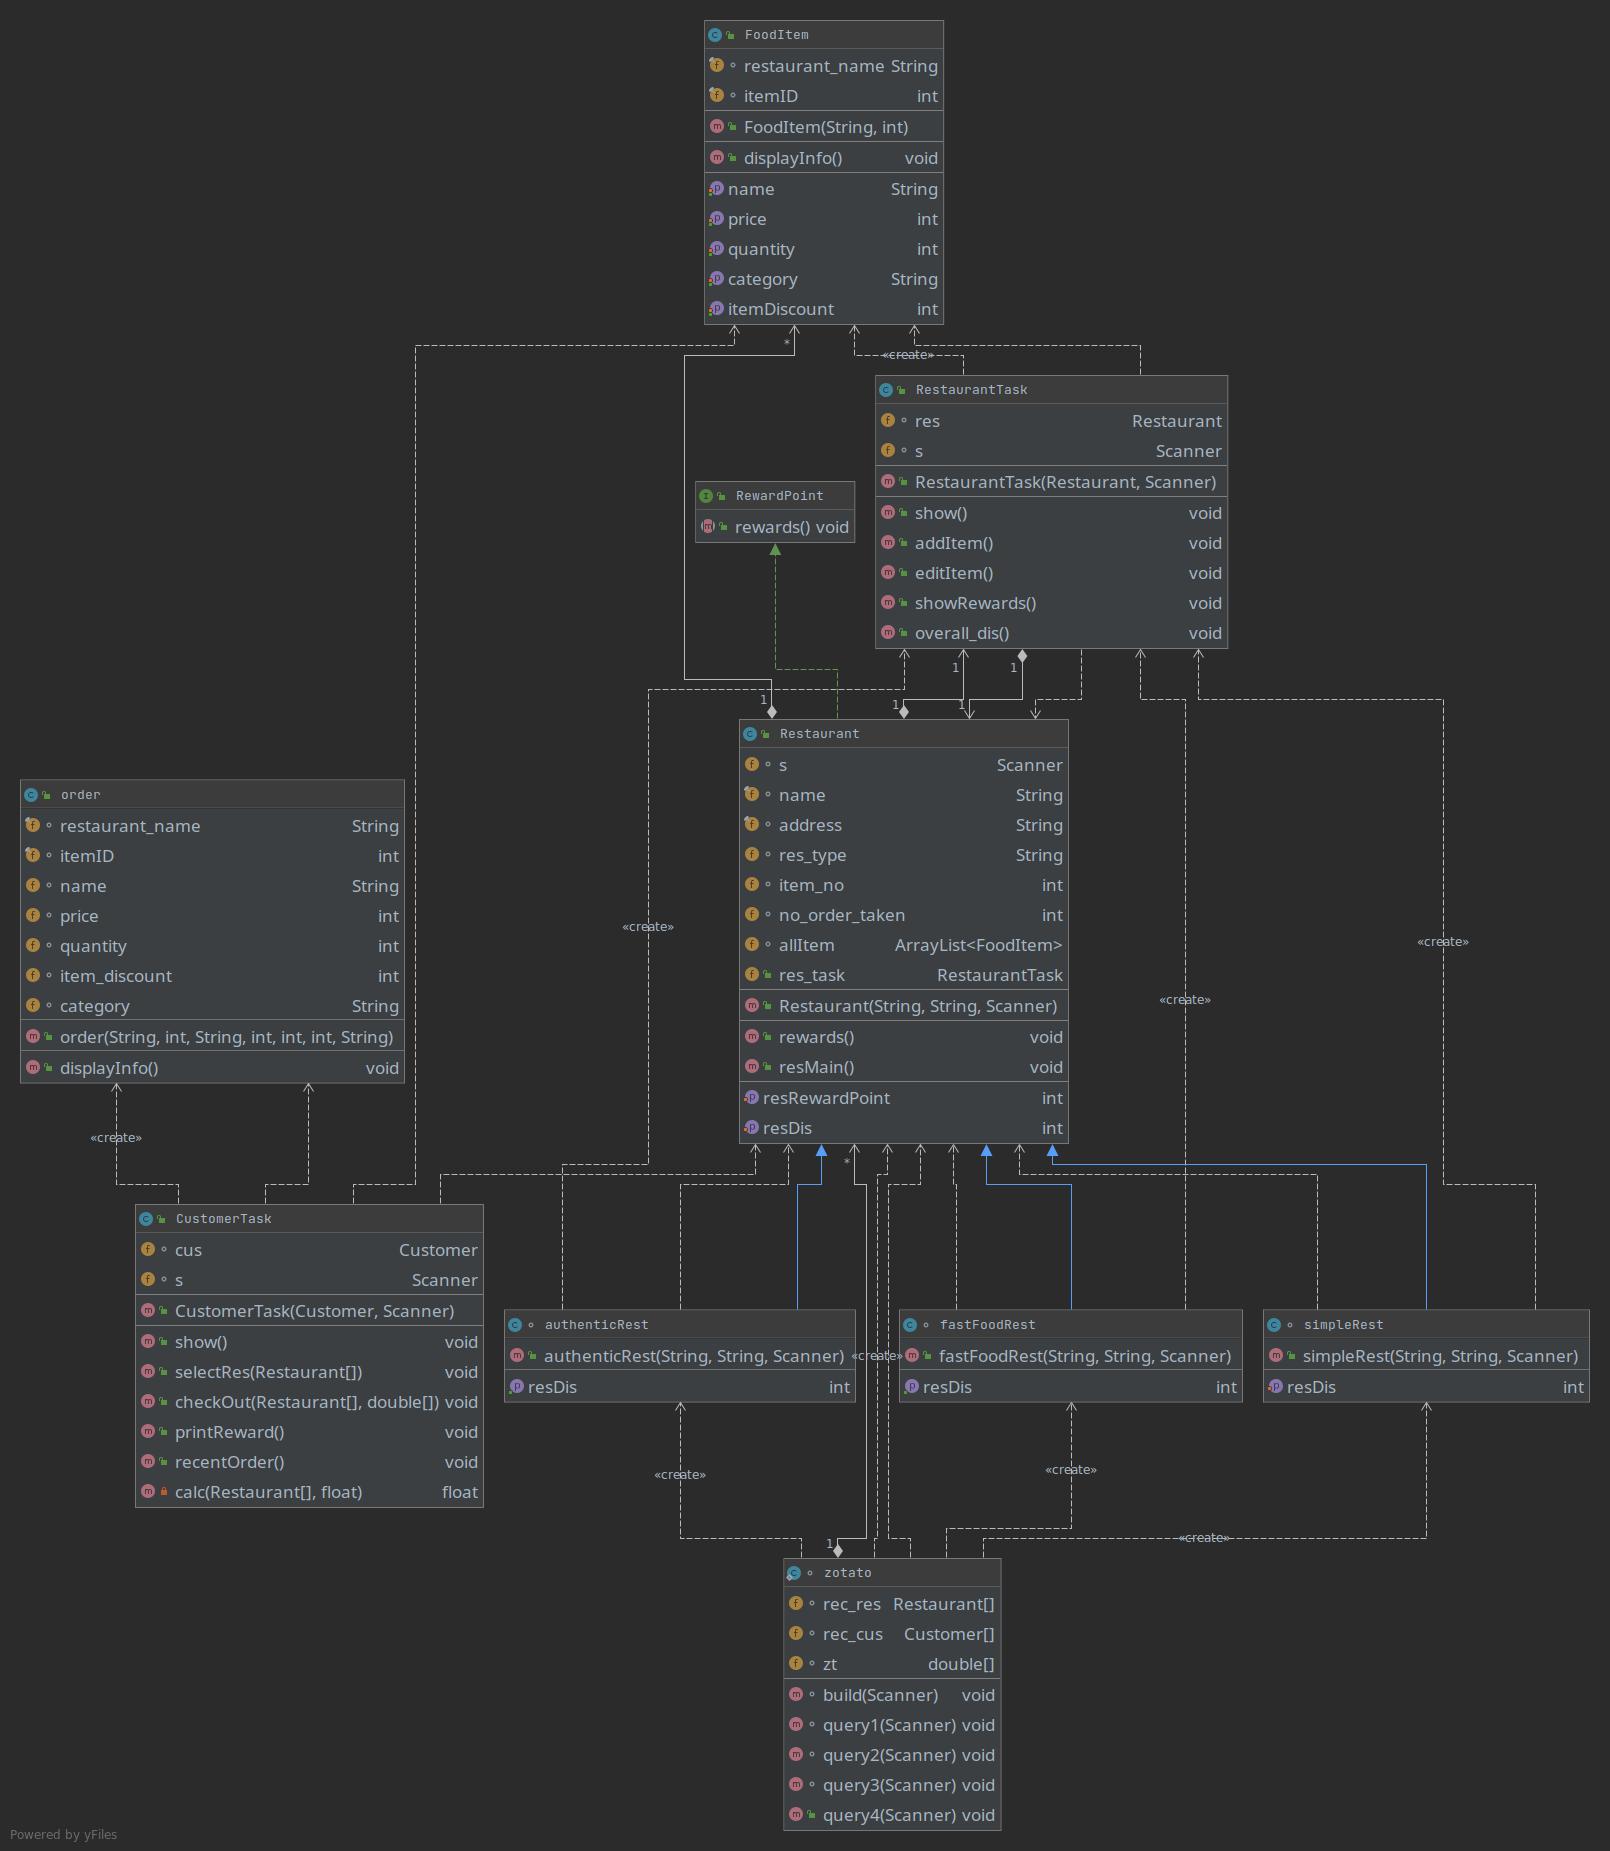 FoodItem
restaurant_name String
itemID int
FoodItem(String, int)
displayInfo() void
name String
price int
quantity int
category String
itemDiscount int
*
«create»
RestaurantTask
res Restaurant
s Scanner
RestaurantTask(Restaurant, Scanner)
show() void
addItem() void
editItem() void
showRewards() void
overall_dis() void
RewardPoint
rewards() void
1
1
1
1
1
Restaurant
s Scanner
name String
address String
res_type String
item_no int
no_order_taken int
allItem ArrayList<FoodItem>
res_task RestaurantTask
Restaurant(String, String, Scanner)
rewards() void
resMain() void
resRewardPoint int
resDis int
order
restaurant_name String
itemID int
name String
price int
quantity int
item_discount int
category String
order(String, int, String, int, int, int, String)
displayInfo() void
«create»
«create»
«create»
«create»
*
CustomerTask
cus Customer
s Scanner
CustomerTask(Customer, Scanner)
show() void
selectRes(Restaurant[]) void
checkOut(Restaurant[], double[]) void
printReward() void
recentOrder() void
calc(Restaurant[], float) float
authenticRest
authenticRest(String, String, Scanner)
resDis int
«create»
fastFoodRest
fastFoodRest(String, String, Scanner)
resDis int
simpleRest
simpleRest(String, String, Scanner)
resDis int
«create»
«create»
«create»
1
zotato
rec_res Restaurant[]
rec_cus Customer[]
zt double[]
build(Scanner) void
query1(Scanner) void
query2(Scanner) void
query3(Scanner) void
query4(Scanner) void
Powered by yFiles